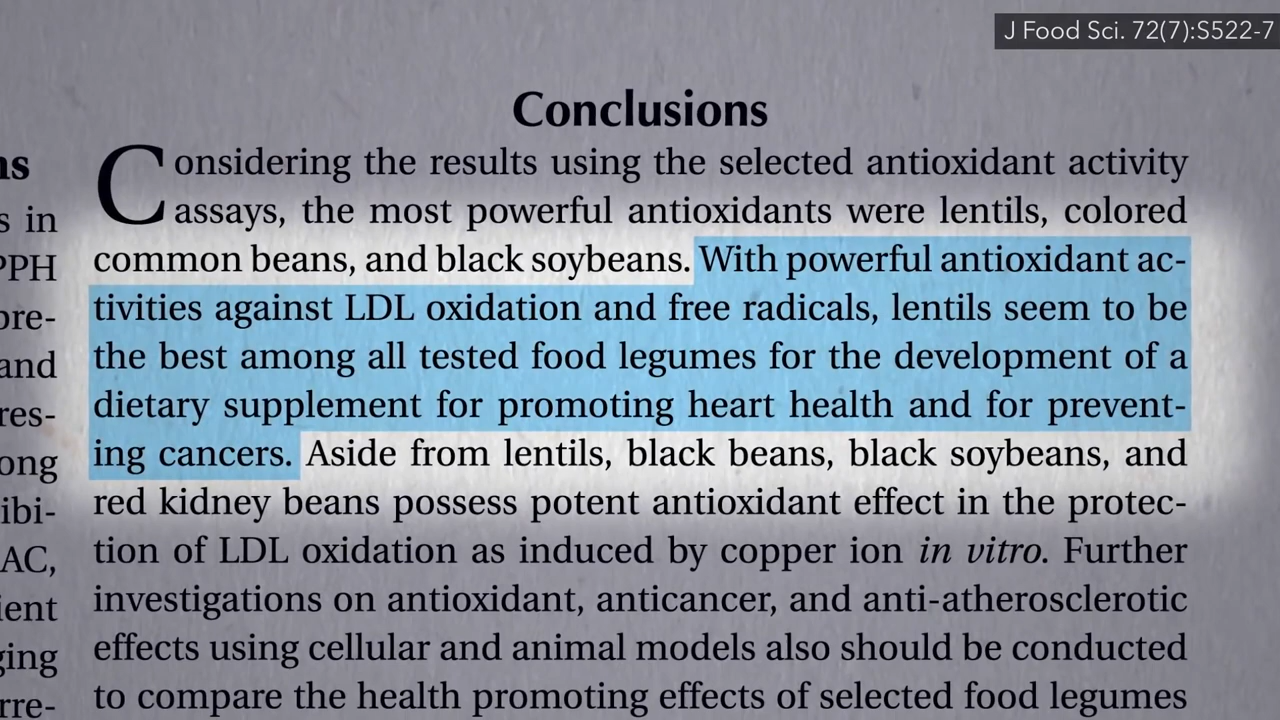 J Food Sci. 72(7):S522-7
Conclusions
Considering the results using the selected antioxidant activity
assays, the most powerful antioxidants were lentils, colored
common beans, and black soybeans. With powerful antioxidant ac-
tivities against LDL oxidation and free radicals, lentils seem to be
the best among all tested food legumes for the development of a
dietary supplement for promoting heart health and for prevent-
ing cancers. Aside from lentils, black beans, black soybeans, and
red kidney beans possess potent antioxidant effect in the protec-
tion of LDL oxidation as induced by copper ion in vitro. Further
investigations on antioxidant, anticancer, and anti-atherosclerotic
effects using cellular and animal models also should be conducted
to compare the health promoting effects of selected food legumes